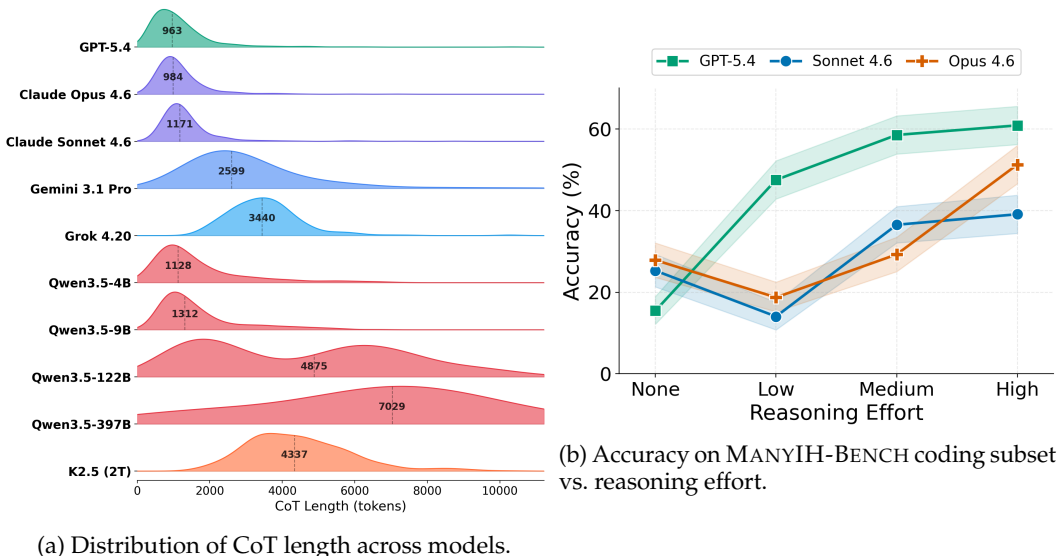 GPT-5.4
963
Claude Opus 4.6
984
Claude Sonnet 4.6
1171
Gemini 3.1 Pro
2599
Grok 4.20
3440
Qwen3.5-4B
1128
Qwen3.5-9B
1312
Qwen3.5-122B
4875
Qwen3.5-397B
7029
K2.5 (2T)
4337
0 2000 4000 6000 8000 10000
CoT Length (tokens)
(a) Distribution of CoT length across models.
GPT-5.4 Sonnet 4.6 Opus 4.6
Accuracy (%)
60
40
20
0
None Low Medium High
Reasoning Effort
(b) Accuracy on MANYIH-BENCH coding subset
vs. reasoning effort.